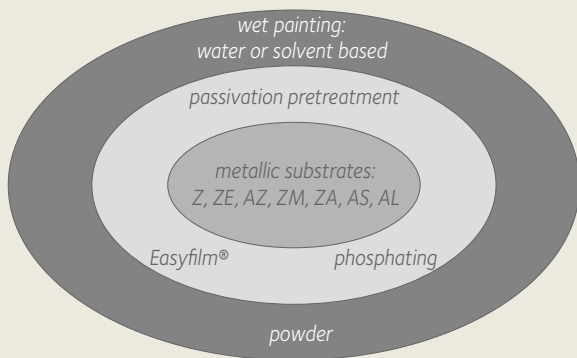 wet painting:
water or solvent based
passivation pretreatment
metallic substrates:
Z, ZE, AZ, ZM, ZA, AS, AL
Easyfilm®
phosphating
powder